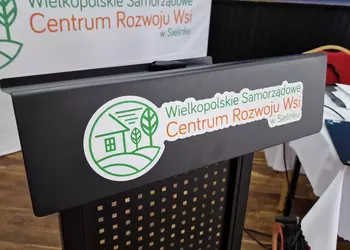 Wielkopolskie Samorządowe
Centrum Rozwoju Wsi
w Sielinku
Wielkopolskie Samorządowe
Centrum Rozwoju Wsi
w Sielinku